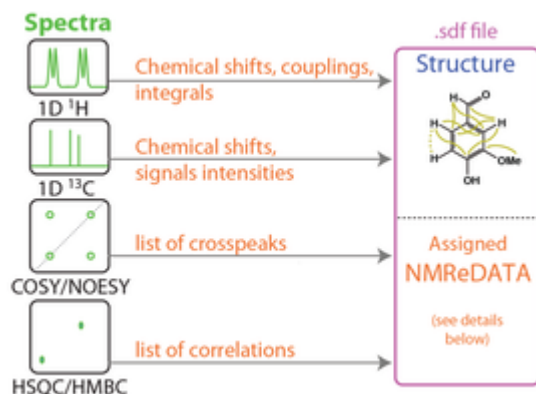 Spectra
.sdf file
Chemical shifts, couplings,
integrals
1D ¹H
Structure
H
O
H
H
H
OMe
OH
Chemical shifts,
signals intensities
1D ¹³C
list of crosspeaks
COSY/NOESY
Assigned
NMReDATA
(see details
below)
list of correlations
HSQC/HMBC